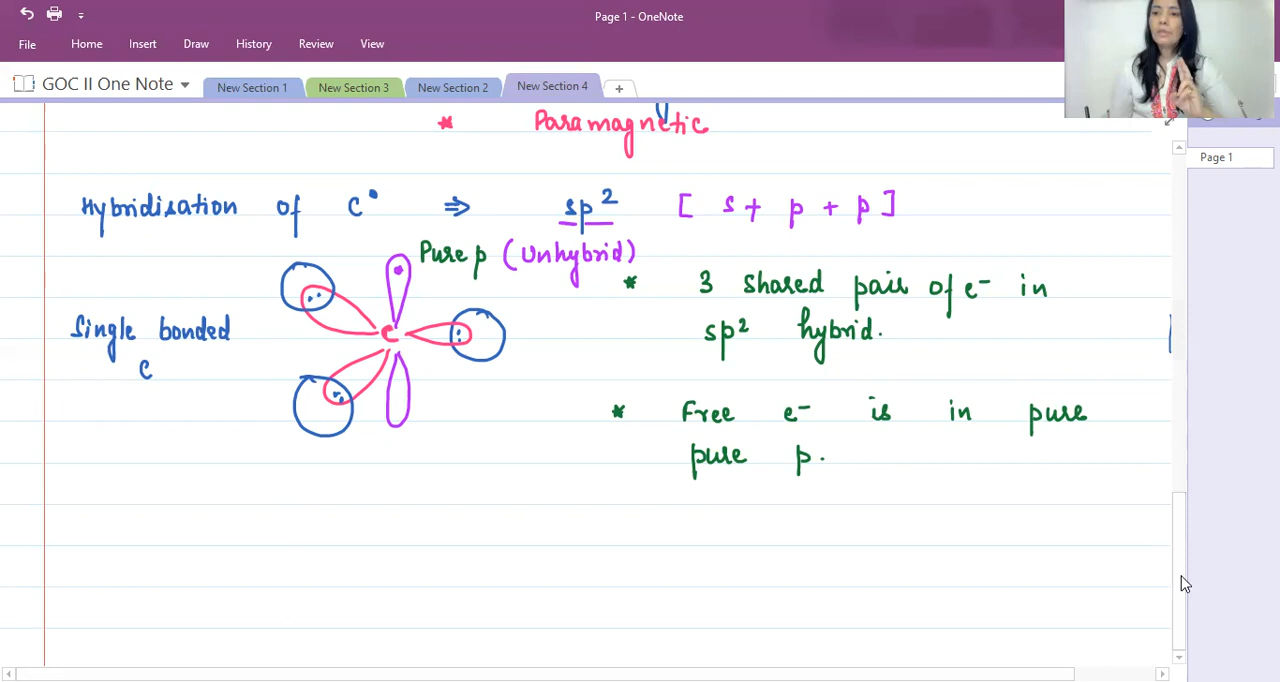 Page 1 - OneNote
File Home Insert Draw History Review View
GOC II One Note New Section 1 New Section 3 New Section 2 New Section 4 +
Page 1
* Paramagnetic
Hybridisation of C• ⇒ sp² [ s + p + p ]
Pure p (Unhybrid)
* 3 shared pair of e⁻ in
sp² hybrid.
Single bonded
C
C
* Free e⁻ is in pure
pure p.